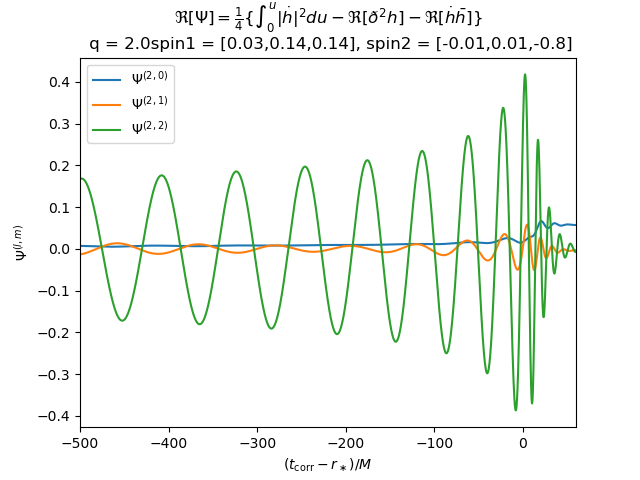 ℜ[Ψ] = 1/4{∫₀ᵘ|ḣ|²du − ℜ[ð²h] − ℜ[ḣh̄]}
q = 2.0spin1 = [0.03,0.14,0.14], spin2 = [-0.01,0.01,-0.8]
Ψ^(2,0)
Ψ^(2,1)
Ψ^(2,2)
Ψ^(l,m)
0.4
0.3
0.2
0.1
0.0
−0.1
−0.2
−0.3
−0.4
−500
−400
−300
−200
−100
0
(t_corr − r_*)/M